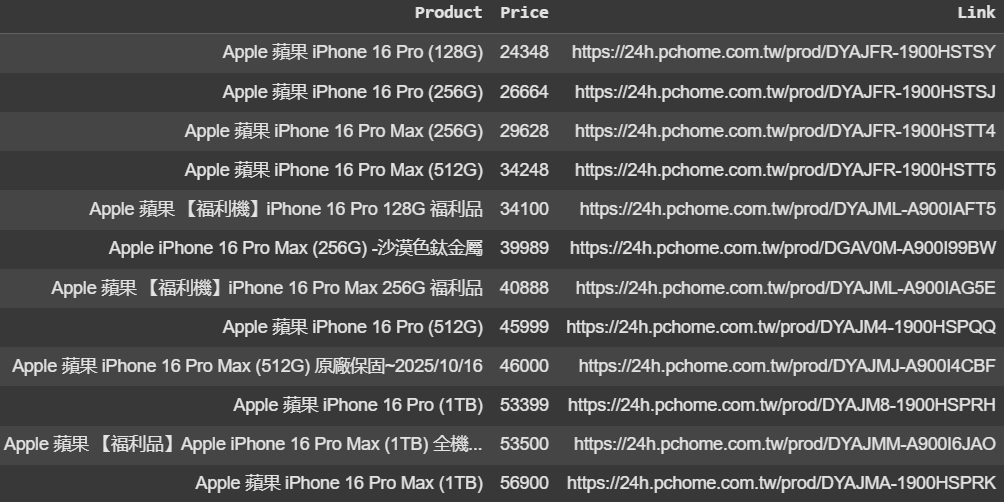 Product Price Link
Apple 蘋果 iPhone 16 Pro (128G) 24348 https://24h.pchome.com.tw/prod/DYAJFR-1900HSTSY
Apple 蘋果 iPhone 16 Pro (256G) 26664 https://24h.pchome.com.tw/prod/DYAJFR-1900HSTSJ
Apple 蘋果 iPhone 16 Pro Max (256G) 29628 https://24h.pchome.com.tw/prod/DYAJFR-1900HSTT4
Apple 蘋果 iPhone 16 Pro Max (512G) 34248 https://24h.pchome.com.tw/prod/DYAJFR-1900HSTT5
Apple 蘋果 【福利機】iPhone 16 Pro 128G 福利品 34100 https://24h.pchome.com.tw/prod/DYAJML-A900IAFT5
Apple iPhone 16 Pro Max (256G) -沙漠色鈦金屬 39989 https://24h.pchome.com.tw/prod/DGAV0M-A900I99BW
Apple 蘋果 【福利機】iPhone 16 Pro Max 256G 福利品 40888 https://24h.pchome.com.tw/prod/DYAJML-A900IAG5E
Apple 蘋果 iPhone 16 Pro (512G) 45999 https://24h.pchome.com.tw/prod/DYAJM4-1900HSPQQ
Apple 蘋果 iPhone 16 Pro Max (512G) 原廠保固~2025/10/16 46000 https://24h.pchome.com.tw/prod/DYAJMJ-A900I4CBF
Apple 蘋果 iPhone 16 Pro (1TB) 53399 https://24h.pchome.com.tw/prod/DYAJM8-1900HSPRH
Apple 蘋果 【福利品】Apple iPhone 16 Pro Max (1TB) 全機... 53500 https://24h.pchome.com.tw/prod/DYAJMM-A900I6JAO
Apple 蘋果 iPhone 16 Pro Max (1TB) 56900 https://24h.pchome.com.tw/prod/DYAJMA-1900HSPRK